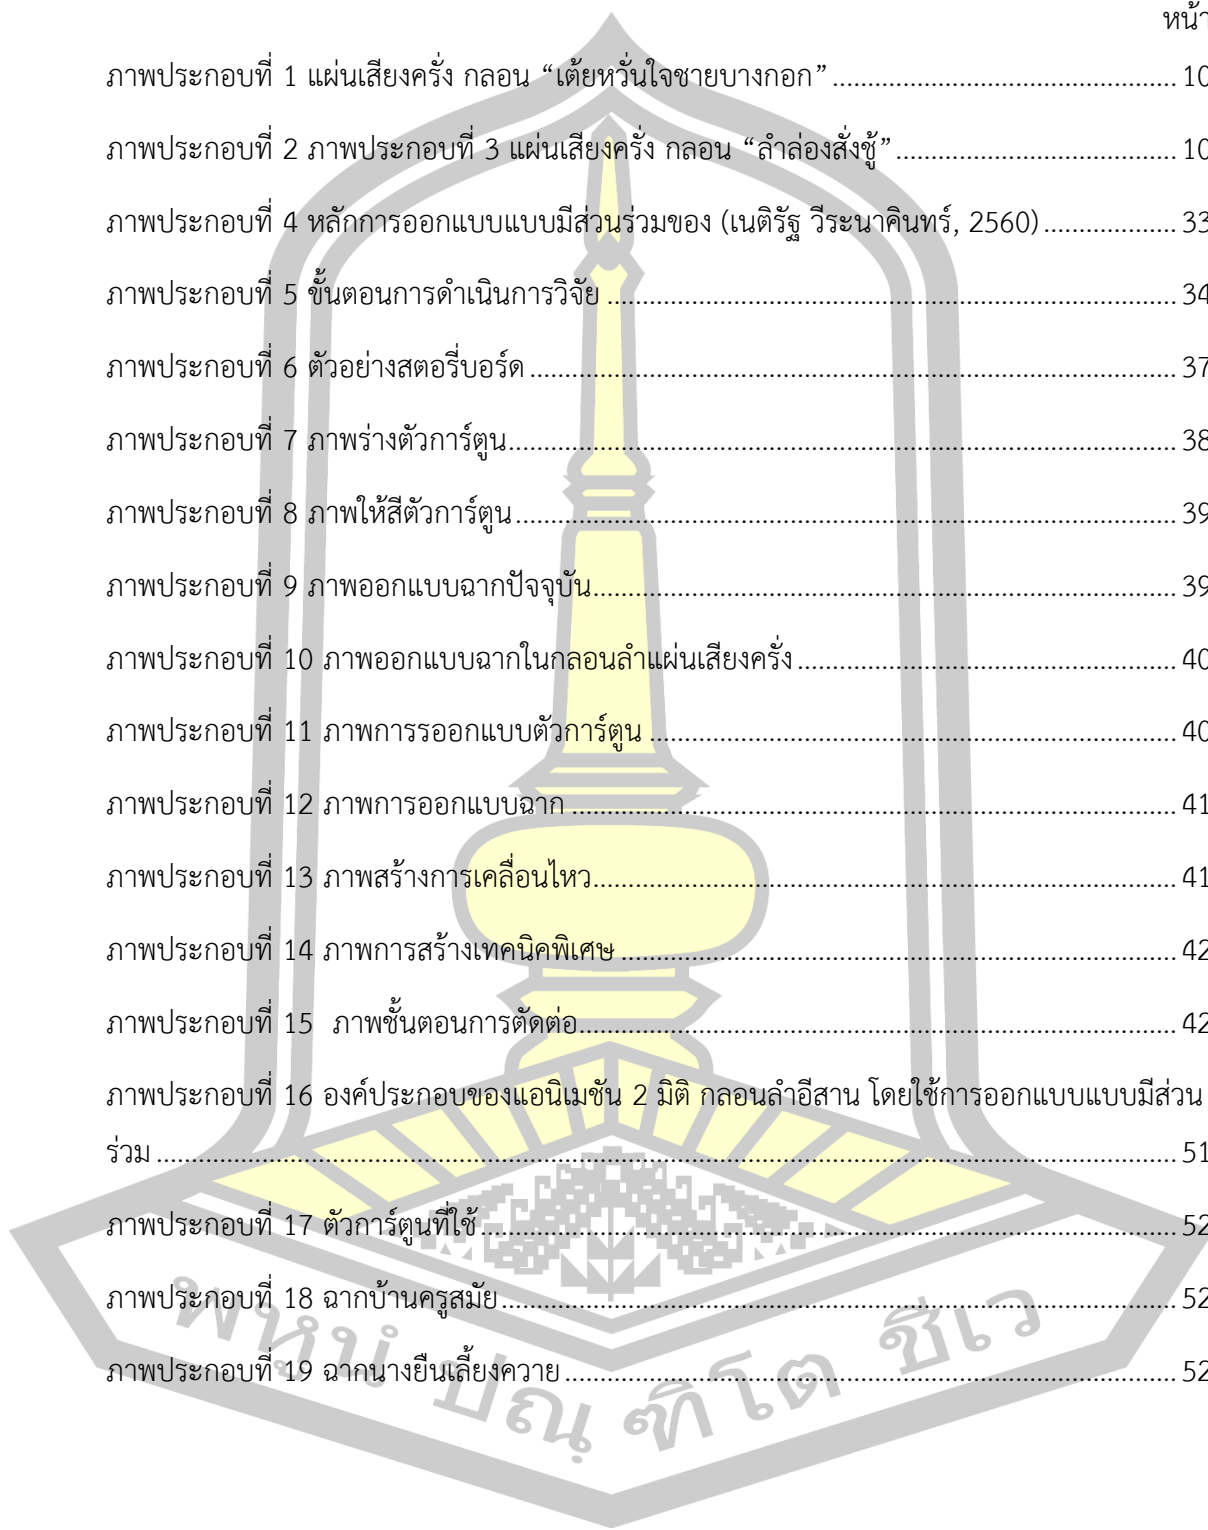 หน้า
ภาพประกอบที่ 1 แผ่นเสียงครั่ง กลอน “เต้ยหวั่นใจชายบางกอก” ............................................ 10
ภาพประกอบที่ 2 ภาพประกอบที่ 3 แผ่นเสียงครั่ง กลอน “ลำล่องสั่งชู้” .................................... 10
ภาพประกอบที่ 4 หลักการออกแบบแบบมีส่วนร่วมของ (เนติรัฐ วีระนาคินทร์, 2560) ................. 33
ภาพประกอบที่ 5 ขั้นตอนการดำเนินการวิจัย ......................................................................... 34
ภาพประกอบที่ 6 ตัวอย่างสตอรี่บอร์ด ................................................................................... 37
ภาพประกอบที่ 7 ภาพร่างตัวการ์ตูน ..................................................................................... 38
ภาพประกอบที่ 8 ภาพให้สีตัวการ์ตูน .................................................................................... 39
ภาพประกอบที่ 9 ภาพออกแบบฉากปัจจุบัน .......................................................................... 39
ภาพประกอบที่ 10 ภาพออกแบบฉากในกลอนลำแผ่นเสียงครั่ง ................................................ 40
ภาพประกอบที่ 11 ภาพการรออกแบบตัวการ์ตูน ................................................................... 40
ภาพประกอบที่ 12 ภาพการออกแบบฉาก ............................................................................. 41
ภาพประกอบที่ 13 ภาพสร้างการเคลื่อนไหว .......................................................................... 41
ภาพประกอบที่ 14 ภาพการสร้างเทคนิคพิเศษ ....................................................................... 42
ภาพประกอบที่ 15 ภาพชั้นตอนการตัดต่อ ............................................................................. 42
ภาพประกอบที่ 16 องค์ประกอบของแอนิเมชัน 2 มิติ กลอนลำอีสาน โดยใช้การออกแบบแบบมีส่วน
ร่วม ................................................................................................................................... 51
ภาพประกอบที่ 17 ตัวการ์ตูนที่ใช้ ......................................................................................... 52
ภาพประกอบที่ 18 ฉากบ้านครูสมัย ...................................................................................... 52
ภาพประกอบที่ 19 ฉากนางยืนเลี้ยงควาย .............................................................................. 52
พหูนํ ปณฺฑิโต ชีเว